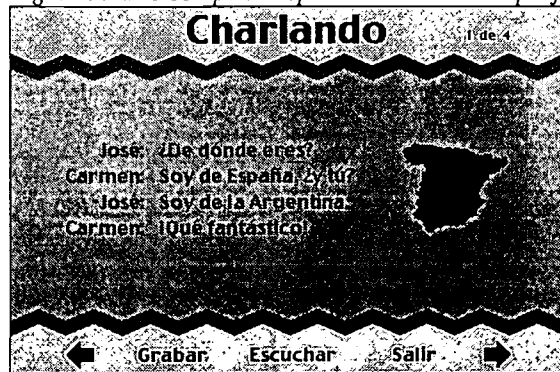 Charlando
1 de 4
José: ¿De dónde eres?
Carmen: Soy de España, ¿y tú?
José: Soy de la Argentina.
Carmen: ¡Qué fantástico!
Grabar Escuchar Salir